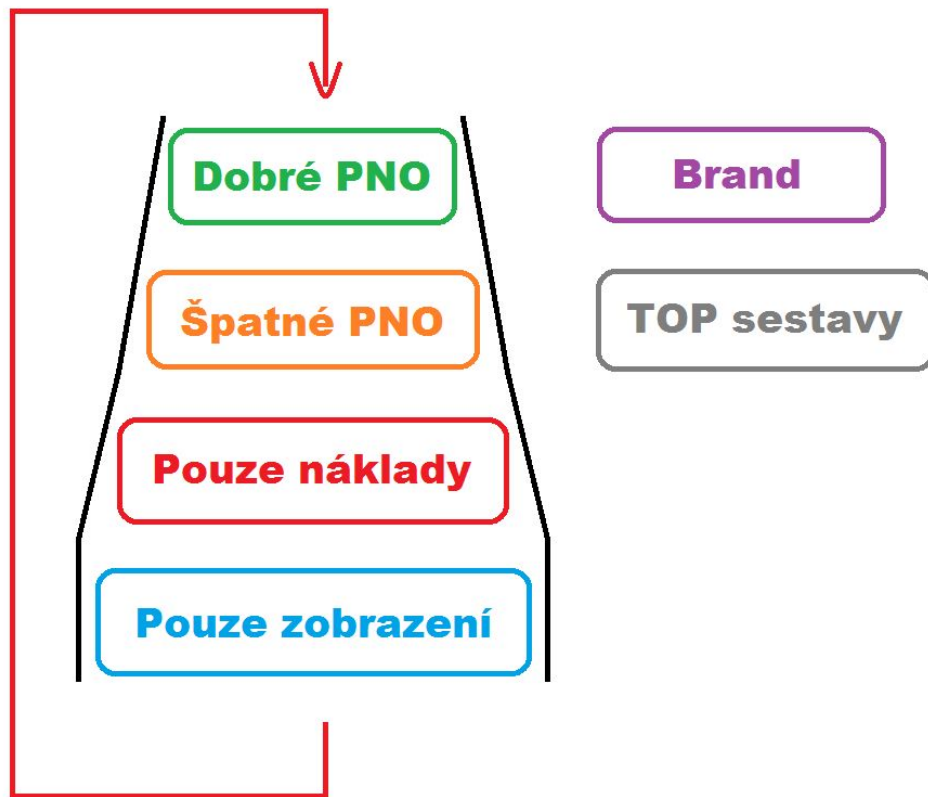 Dobré PNO
Brand
Špatné PNO
TOP sestavy
Pouze náklady
Pouze zobrazení